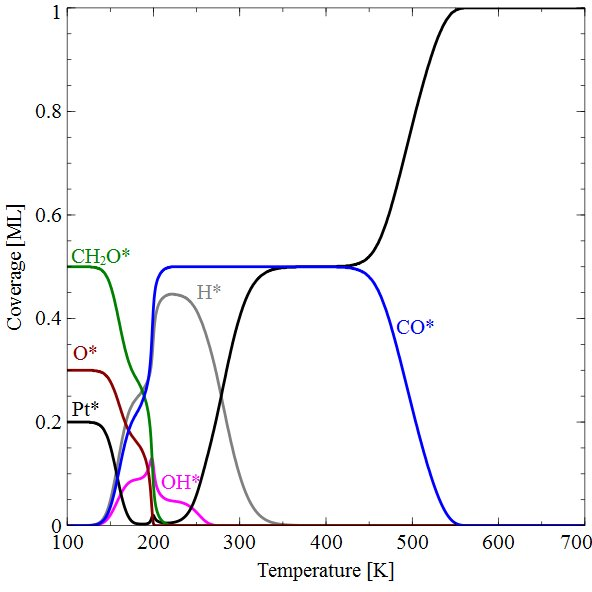 1
0.8
0.6
0.4
0.2
0
Coverage [ML]
CH₂O*
H*
CO*
O*
Pt*
OH*
100 200 300 400 500 600 700
Temperature [K]